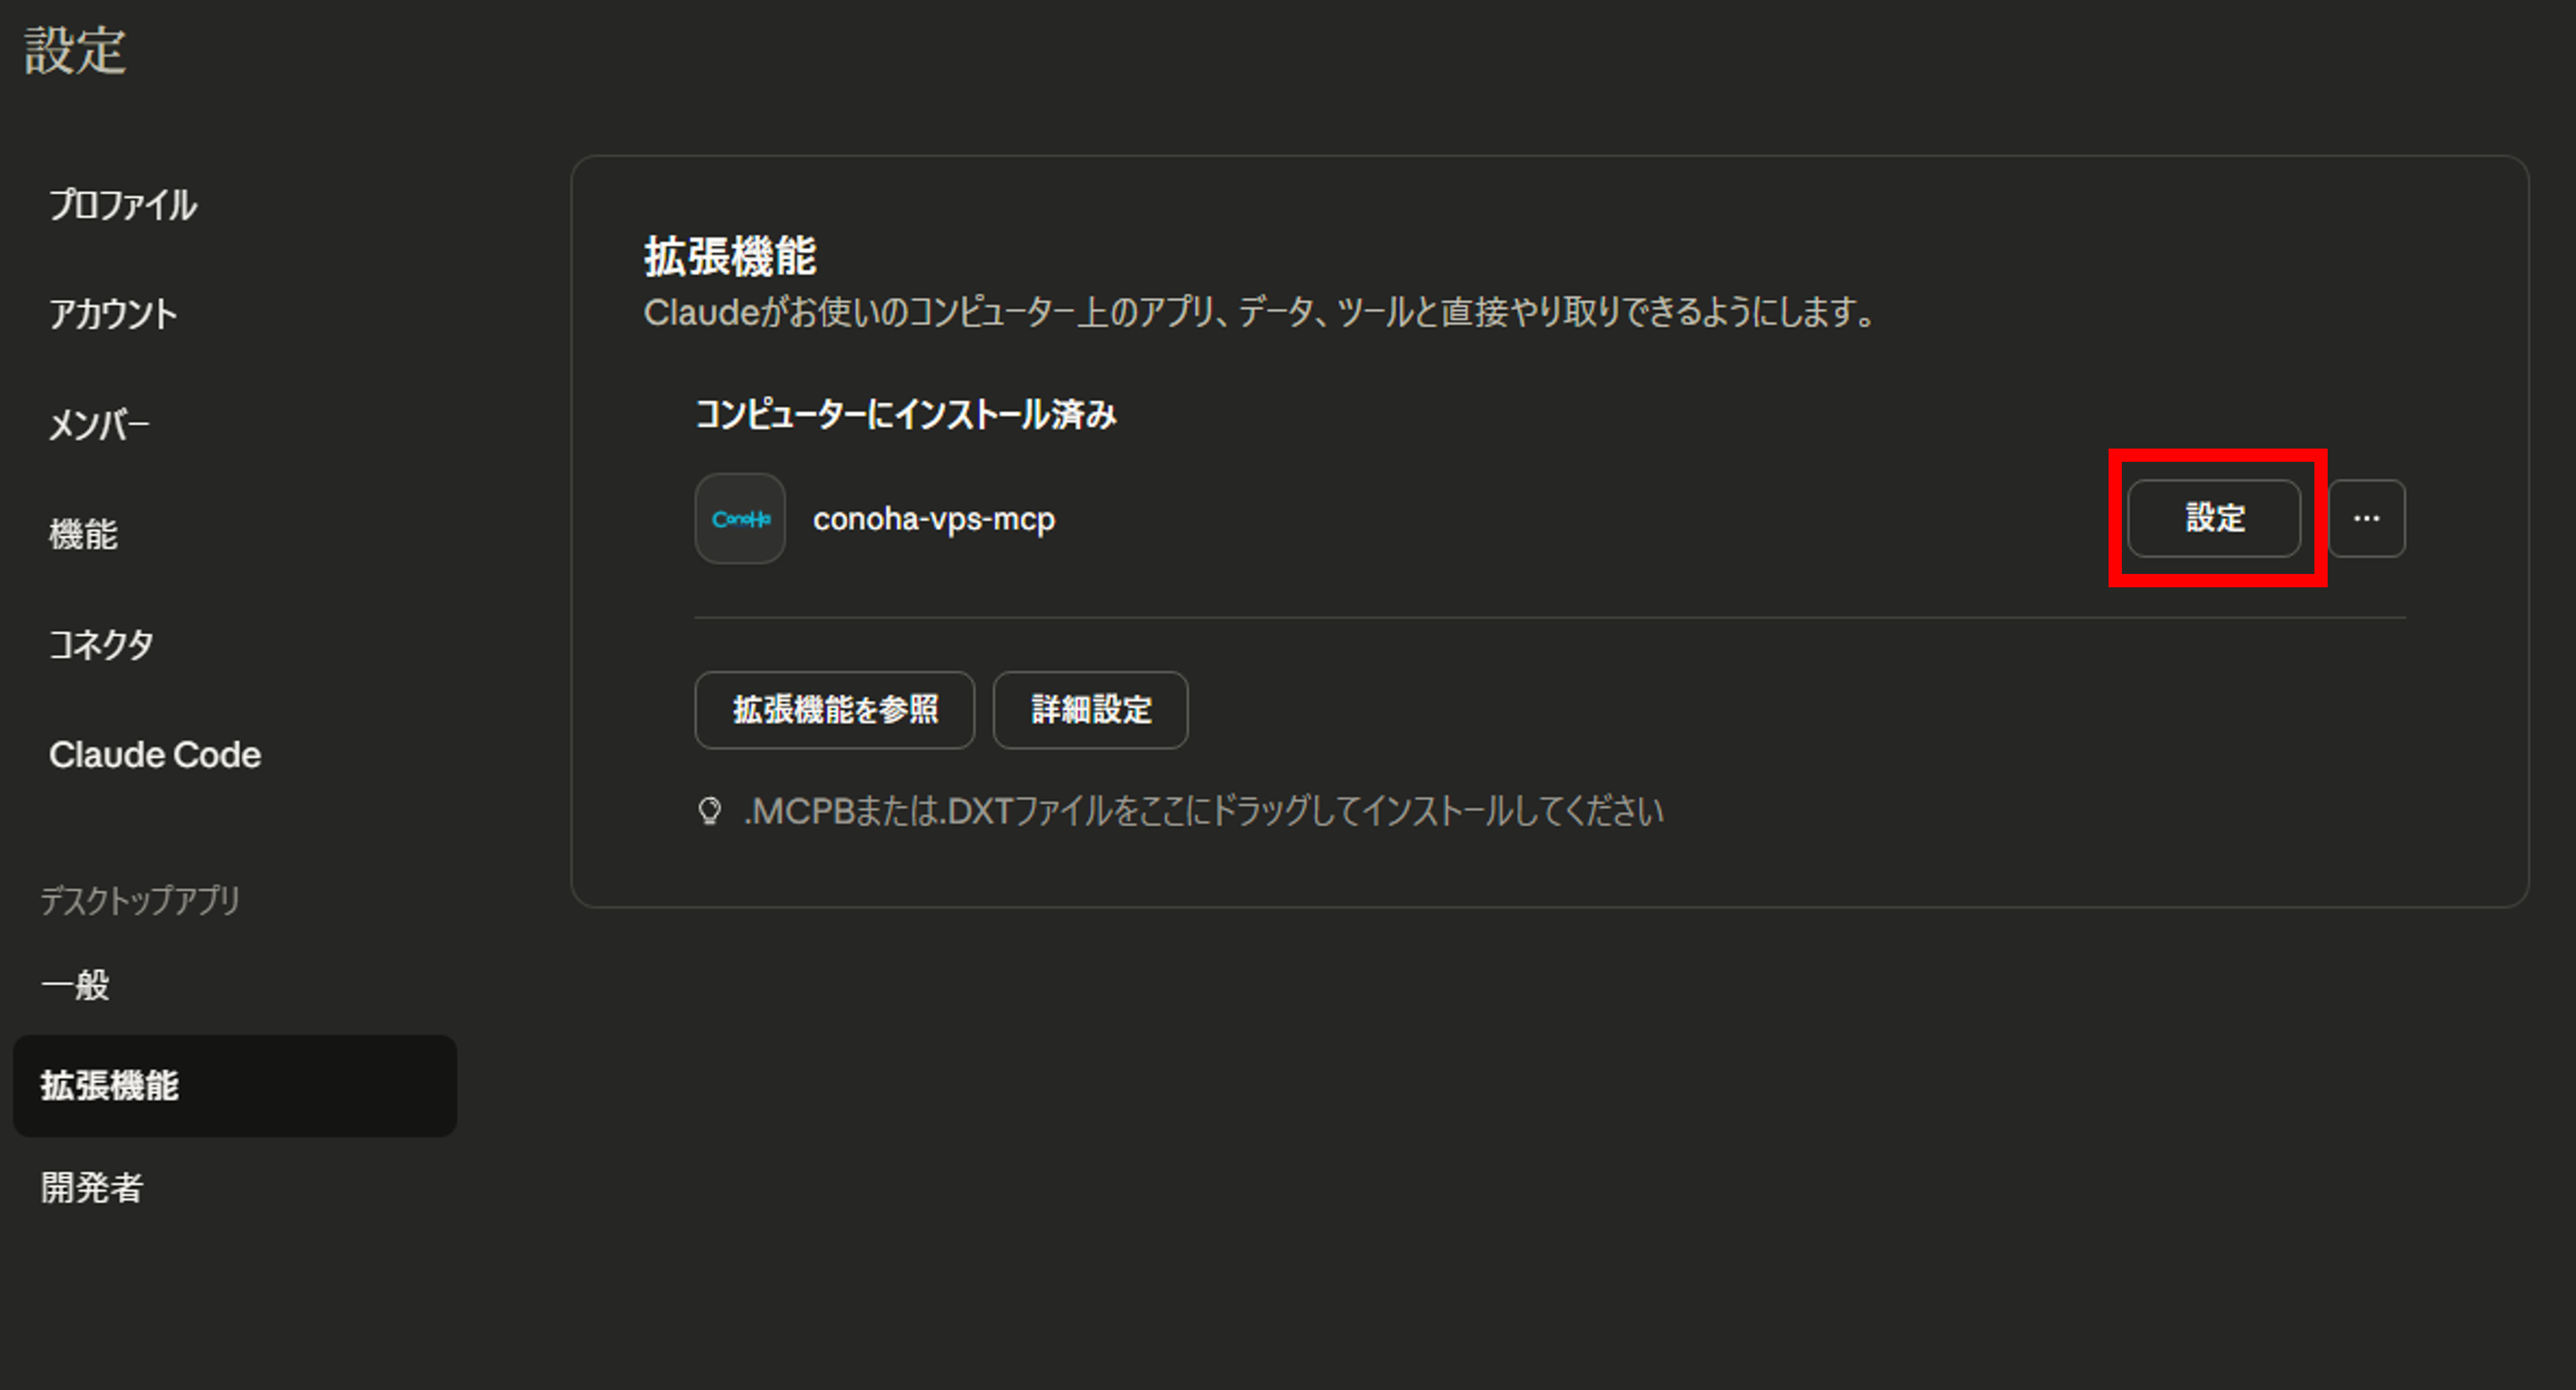 設定
プロファイル
アカウント
メンバー
機能
コネクタ
Claude Code
デスクトップアプリ
一般
拡張機能
開発者
拡張機能
Claudeがお使いのコンピューター上のアプリ、データ、ツールと直接やり取りできるようにします。
コンピューターにインストール済み
ConoHa
conoha-vps-mcp
設定
...
拡張機能を参照
詳細設定
.MCPBまたは.DXTファイルをここにドラッグしてインストールしてください